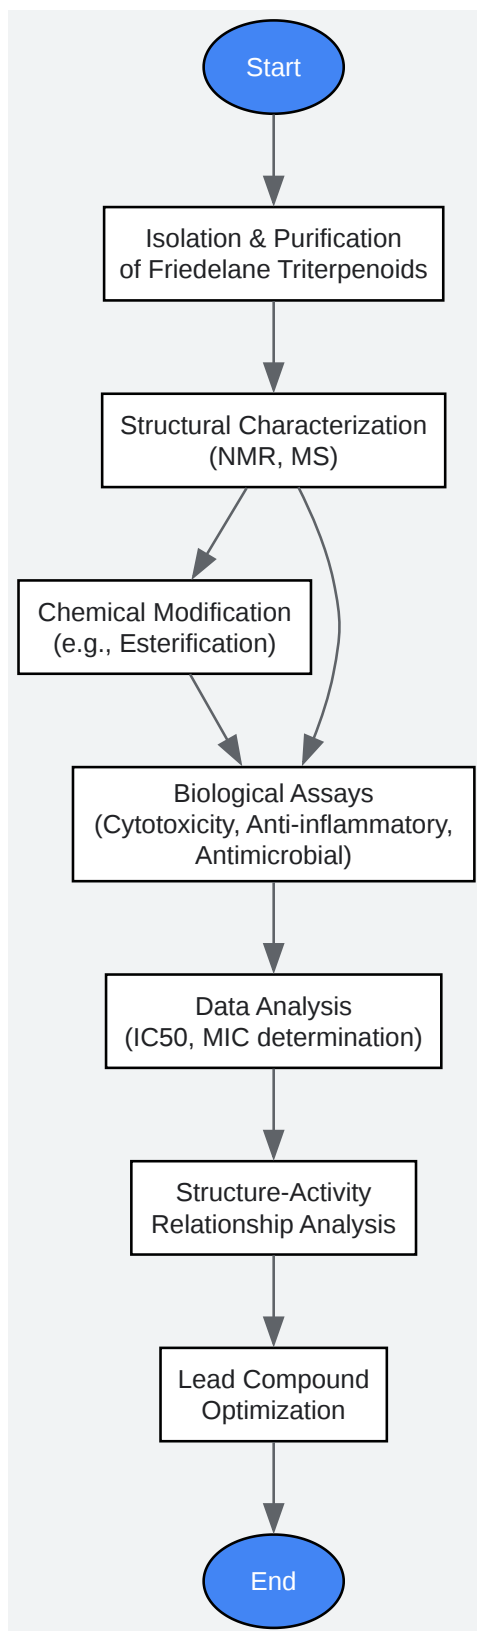 Start
Isolation & Purification
of Friedelane Triterpenoids
Structural Characterization
(NMR, MS)
Chemical Modification
(e.g., Esterification)
Biological Assays
(Cytotoxicity, Anti-inflammatory,
Antimicrobial)
Data Analysis
(IC50, MIC determination)
Structure-Activity
Relationship Analysis
Lead Compound
Optimization
End